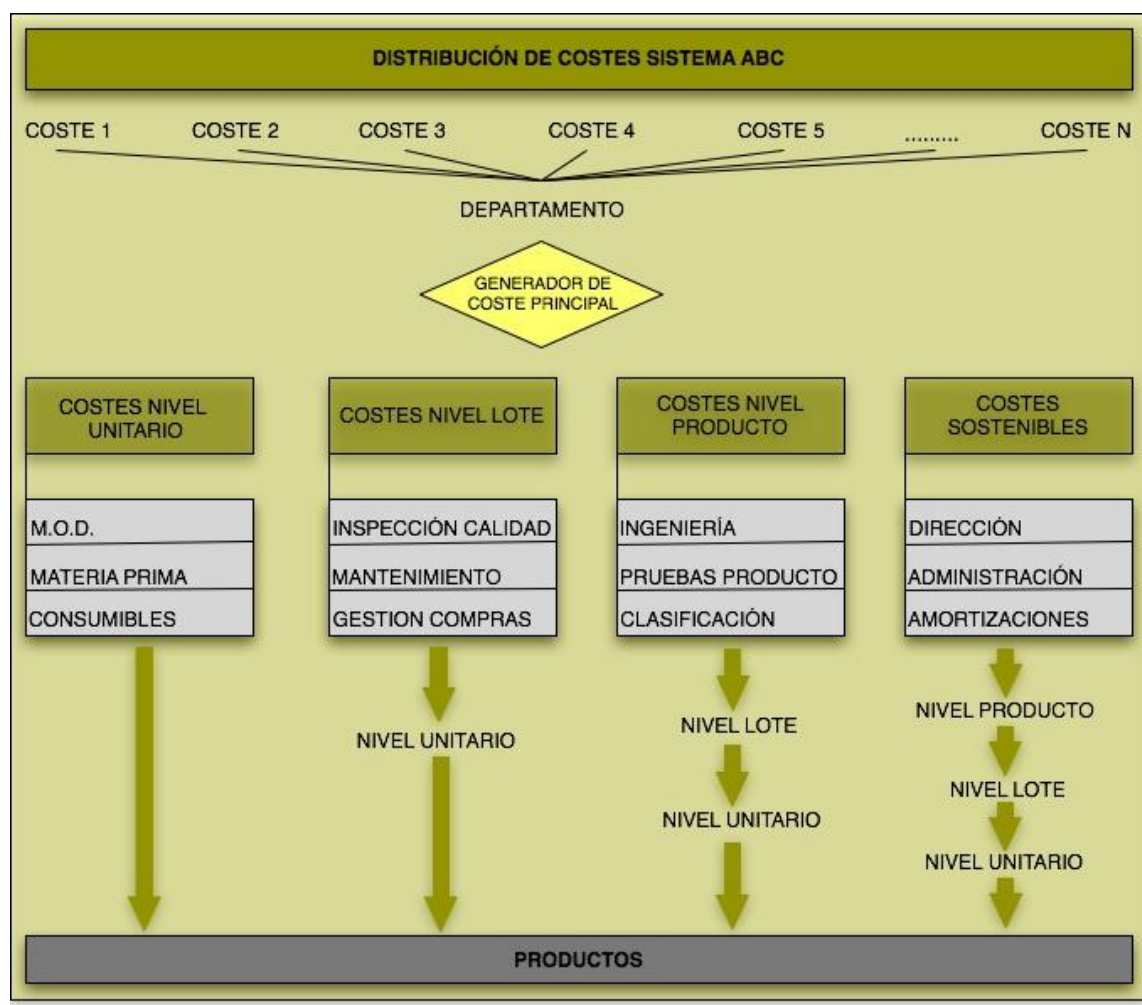 DISTRIBUCIÓN DE COSTES SISTEMA ABC
COSTE 1 COSTE 2 COSTE 3 COSTE 4 COSTE 5 ......... COSTE N
DEPARTAMENTO
GENERADOR DE
COSTE PRINCIPAL
COSTES NIVEL
UNITARIO
M.O.D.
MATERIA PRIMA
CONSUMIBLES
COSTES NIVEL LOTE
INSPECCIÓN CALIDAD
MANTENIMIENTO
GESTION COMPRAS
NIVEL UNITARIO
COSTES NIVEL
PRODUCTO
INGENIERÍA
PRUEBAS PRODUCTO
CLASIFICACIÓN
NIVEL LOTE
NIVEL UNITARIO
COSTES
SOSTENIBLES
DIRECCIÓN
ADMINISTRACIÓN
AMORTIZACIONES
NIVEL PRODUCTO
NIVEL LOTE
NIVEL UNITARIO
PRODUCTOS